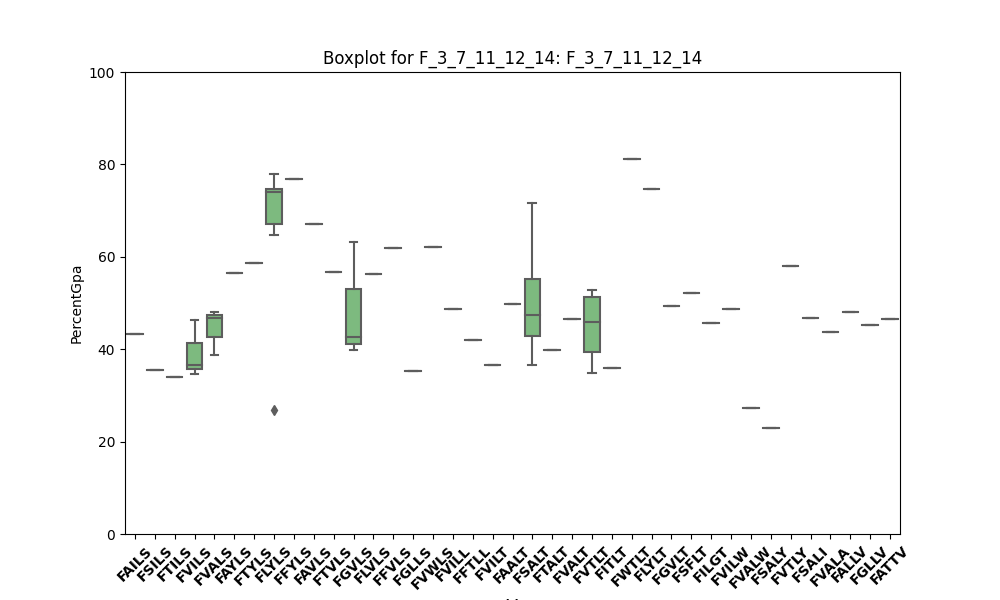 Boxplot for F_3_7_11_12_14: F_3_7_11_12_14
PercentGpa
100
80
60
40
20
0
FAILS
FSILS
FTILS
FVILS
FVALS
FAYLS
FTYLS
FLYLS
FFYLS
FAVLS
FTVLS
FGVLS
FLVLS
FFVLS
FGLLS
FVWLS
FVILL
FFTLL
FVILT
FAALT
FSALT
FTALT
FVALT
FVTLT
FITLT
FWTLT
FLYLT
FGVLT
FSFLT
FILGT
FVILW
FVALW
FSALY
FVTLY
FSALI
FVALA
FALLV
FGLLV
FATTV